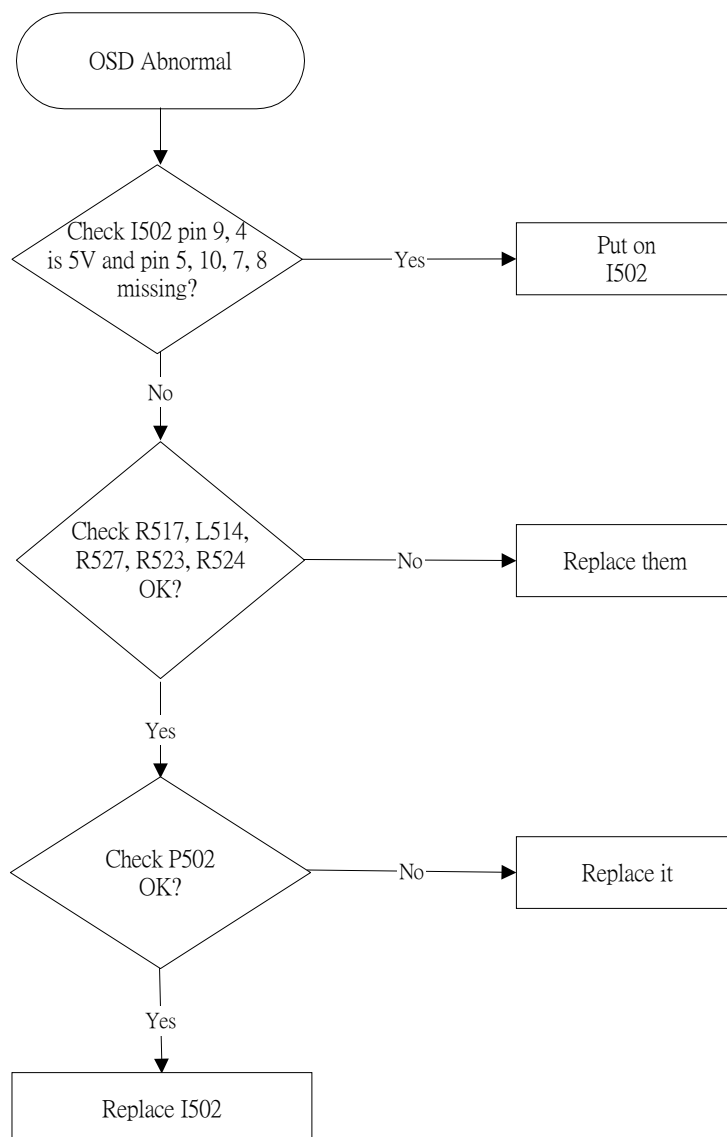 OSD Abnormal
Check I502 pin 9, 4
is 5V and pin 5, 10, 7, 8
missing?
Yes
Put on
I502
No
Check R517, L514,
R527, R523, R524
OK?
No
Replace them
Yes
Check P502
OK?
No
Replace it
Yes
Replace I502